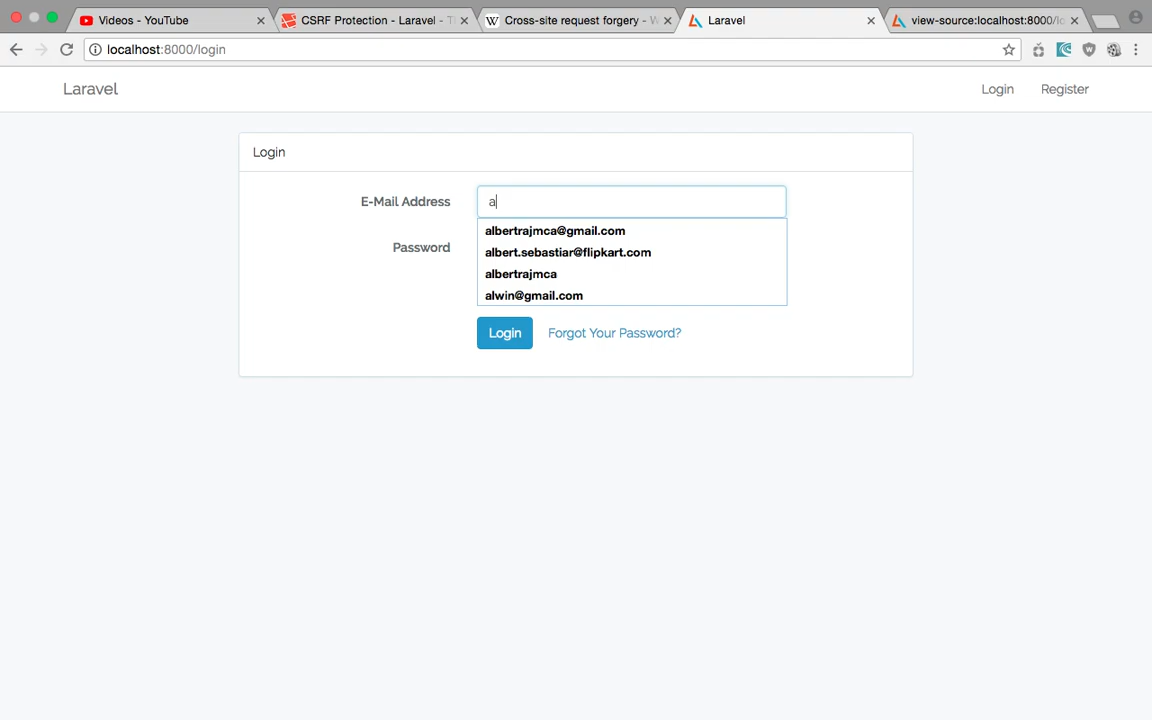 Videos - YouTube
CSRF Protection - Laravel - T
Cross-site request forgery - W
Laravel
view-source:localhost:8000/lo
localhost:8000/login
Laravel
Login
Register
Login
E-Mail Address
a
albertrajmca@gmail.com
albert.sebastiar@flipkart.com
albertrajmca
alwin@gmail.com
Password
Login
Forgot Your Password?